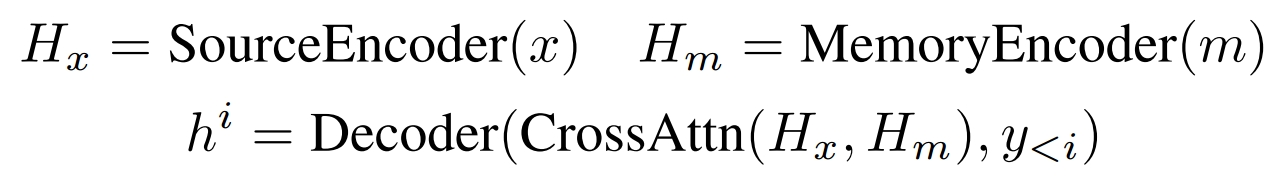 H_x = SourceEncoder(x) H_m = MemoryEncoder(m)
h^i = Decoder(CrossAttn(H_x, H_m), y_{<i})